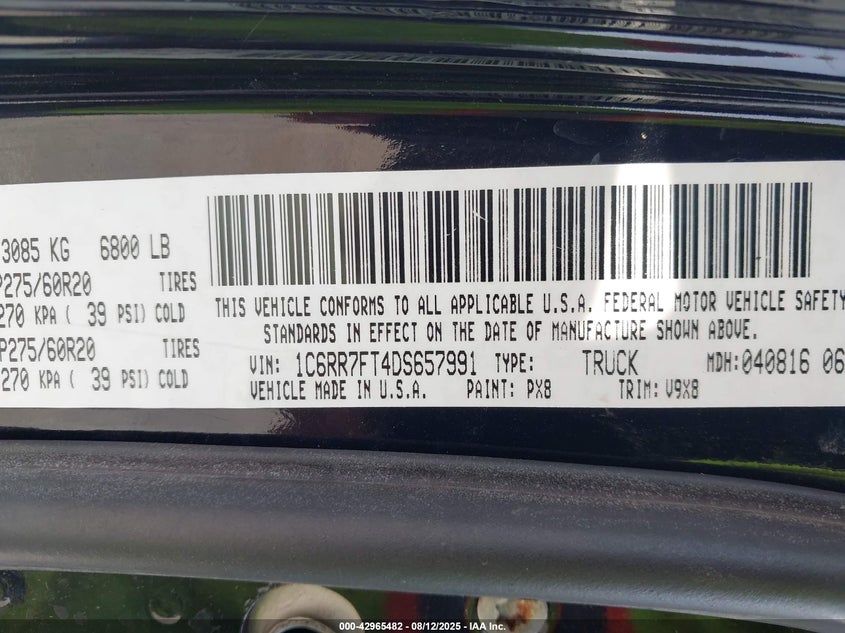 3085 KG 6800 LB
P275/60R20 TIRES
270 KPA ( 39 PSI) COLD
P275/60R20 TIRES
270 KPA ( 39 PSI) COLD
THIS VEHICLE CONFORMS TO ALL APPLICABLE U.S.A. FEDERAL MOTOR VEHICLE SAFETY
STANDARDS IN EFFECT ON THE DATE OF MANUFACTURE SHOWN ABOVE.
VIN: 1C6RR7FT4DS657991 TYPE: TRUCK MDH:040816 06
VEHICLE MADE IN U.S.A. PAINT: PX8 TRIM: V9X8
000-42965482 - 08/12/2025 - IAA Inc.